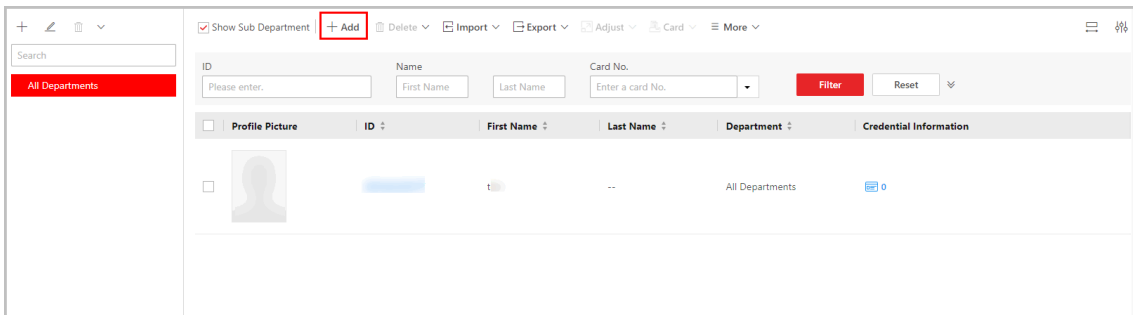 Show Sub Department + Add Delete Import Export Adjust Card More
Search
All Departments
ID Name Card No.
Please enter. First Name Last Name Enter a card No. Filter Reset
Profile Picture ID First Name Last Name Department Credential Information
-- All Departments 0